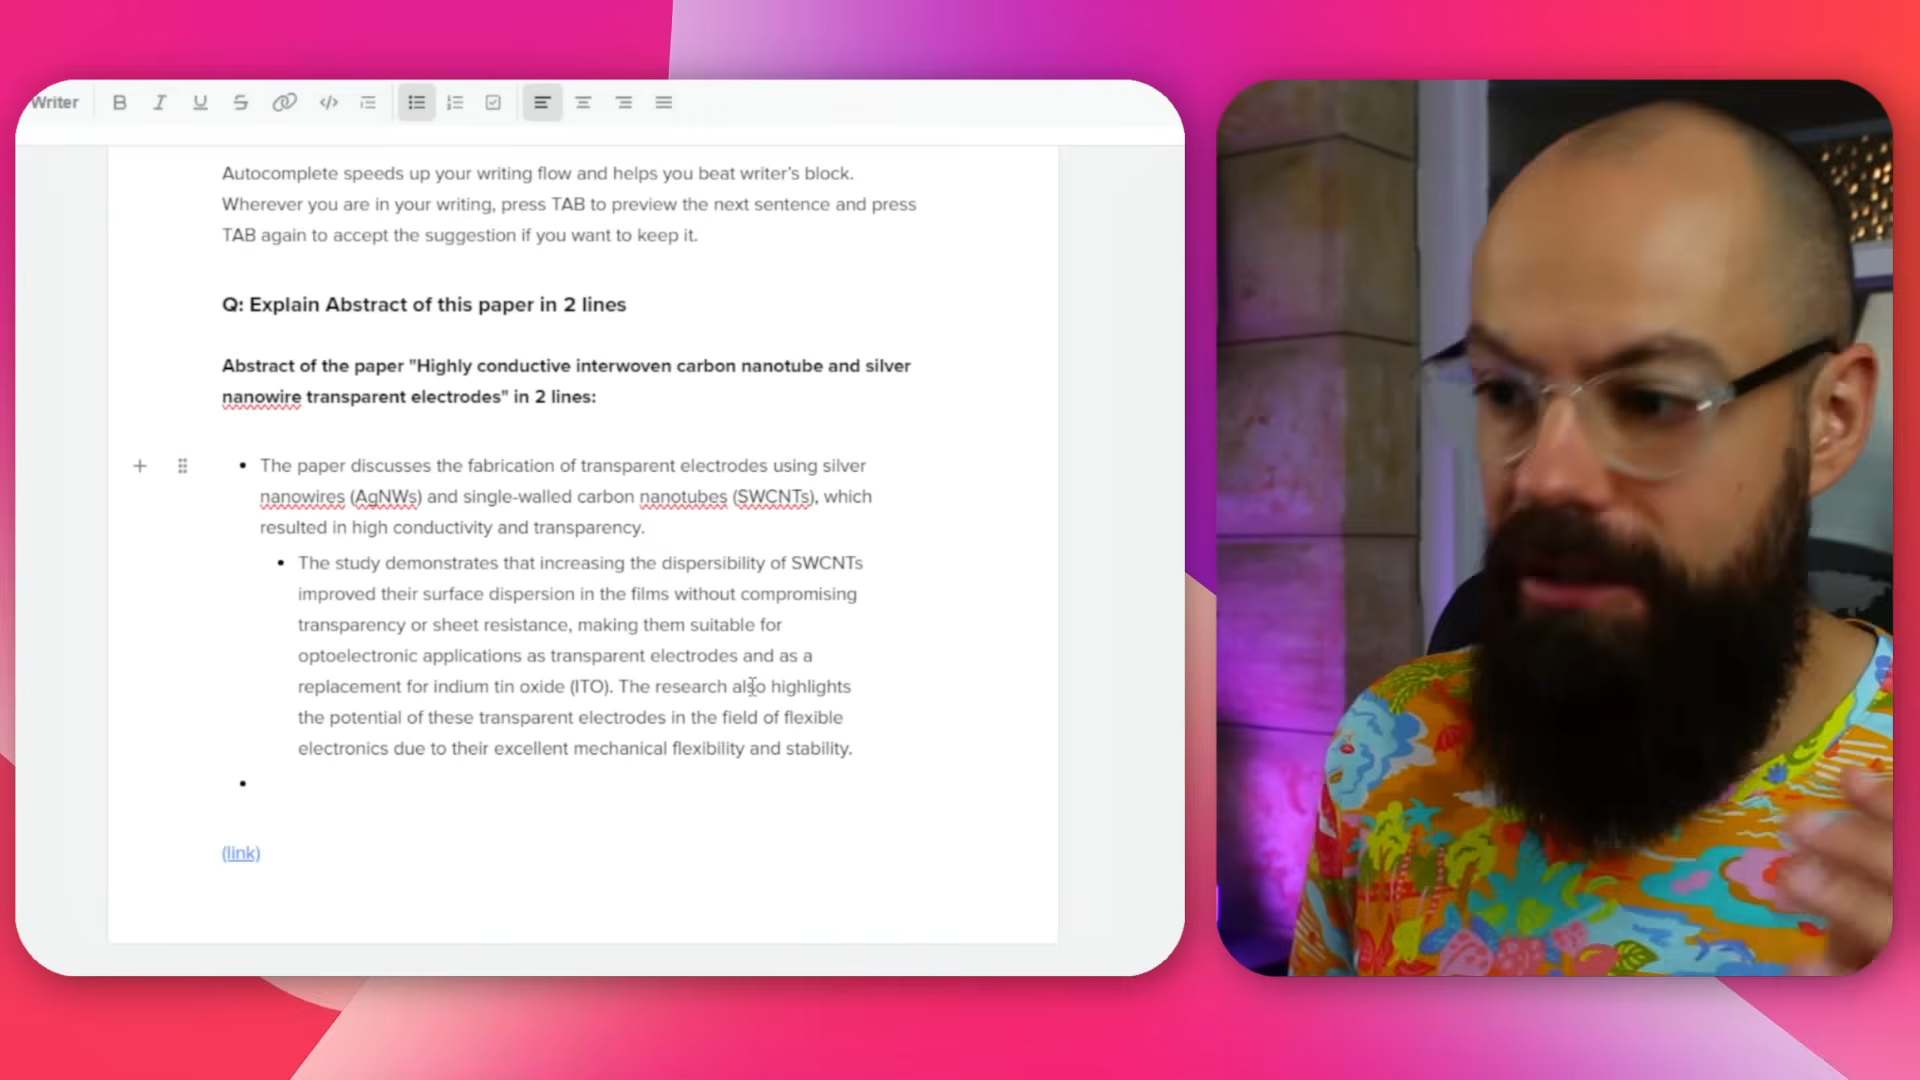 Writer
Autocomplete speeds up your writing flow and helps you beat writer's block.
Wherever you are in your writing, press TAB to preview the next sentence and press
TAB again to accept the suggestion if you want to keep it.
Q: Explain Abstract of this paper in 2 lines
Abstract of the paper "Highly conductive interwoven carbon nanotube and silver
nanowire transparent electrodes" in 2 lines:
The paper discusses the fabrication of transparent electrodes using silver
nanowires (AgNWs) and single-walled carbon nanotubes (SWCNTs), which
resulted in high conductivity and transparency.
The study demonstrates that increasing the dispersibility of SWCNTs
improved their surface dispersion in the films without compromising
transparency or sheet resistance, making them suitable for
optoelectronic applications as transparent electrodes and as a
replacement for indium tin oxide (ITO). The research also highlights
the potential of these transparent electrodes in the field of flexible
electronics due to their excellent mechanical flexibility and stability.
(link)